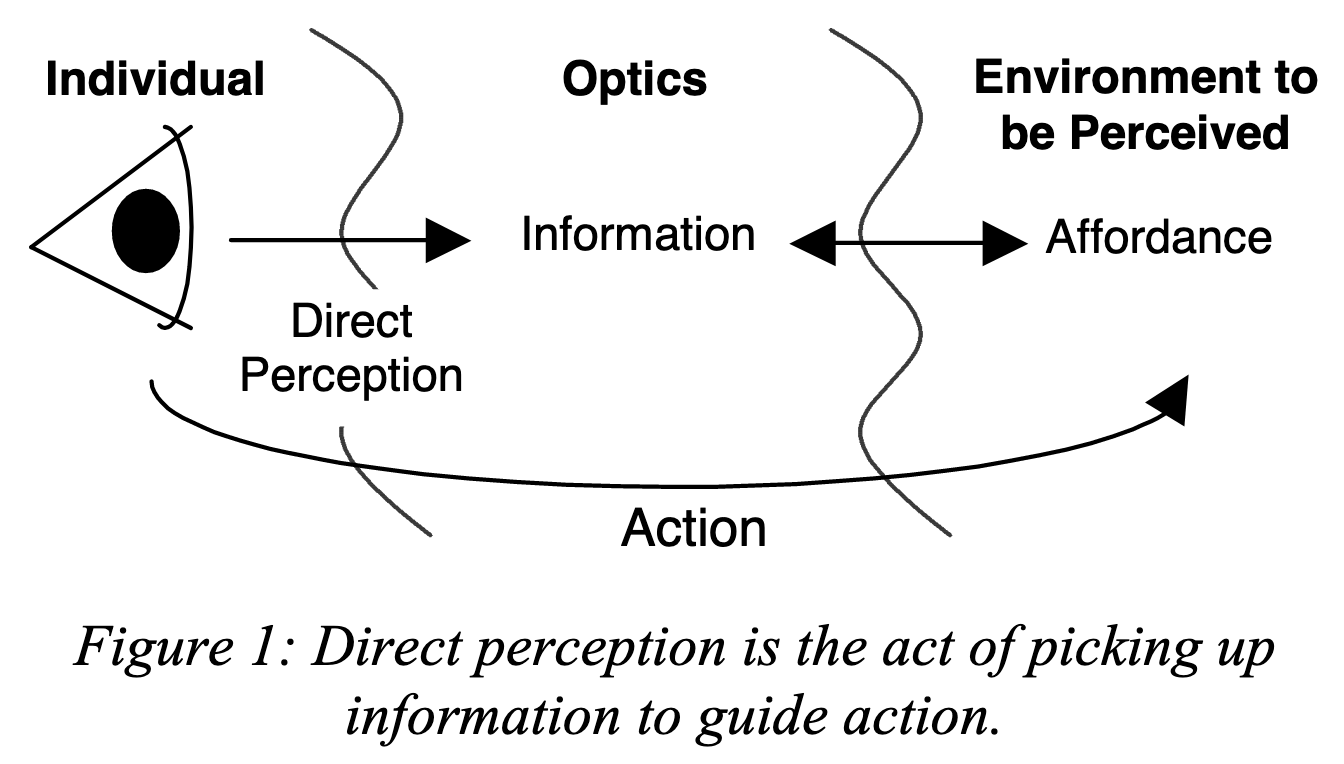 Individual
Optics
Environment to
be Perceived
Information
Affordance
Direct
Perception
Action
Figure 1: Direct perception is the act of picking up
information to guide action.